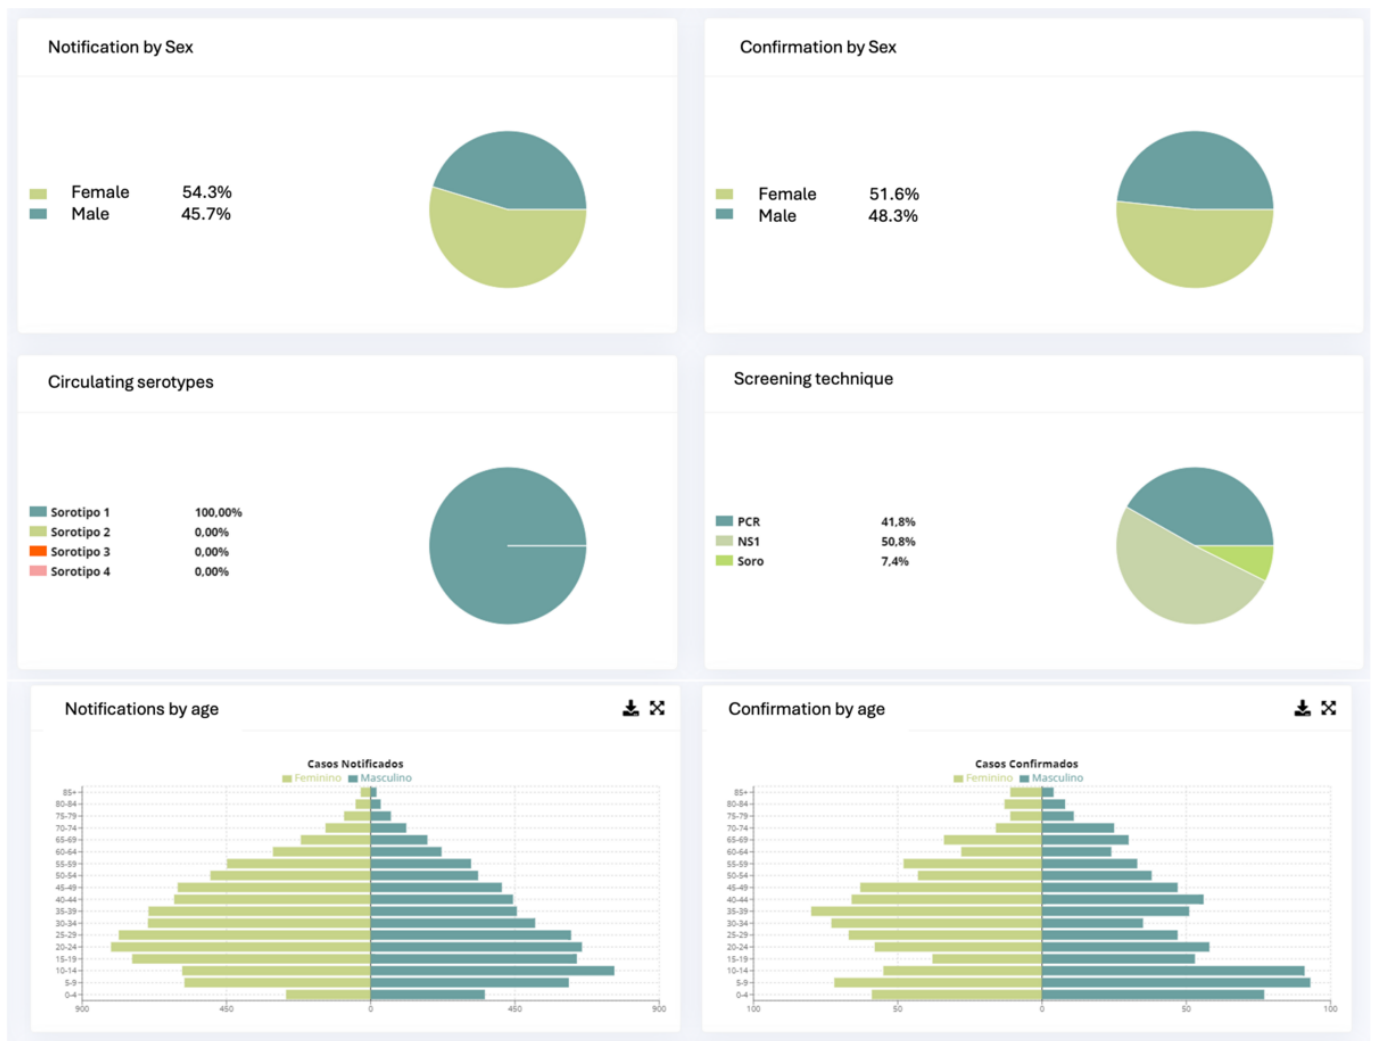 Notification by Sex
Female 54.3%
Male 45.7%
Confirmation by Sex
Female 51.6%
Male 48.3%
Circulating serotypes
Sorotipo 1 100,00%
Sorotipo 2 0,00%
Sorotipo 3 0,00%
Sorotipo 4 0,00%
Screening technique
PCR 41,8%
NS1 50,8%
Soro 7,4%
Notifications by age
Casos Notificados
Feminino Masculino
85+
80-84
75-79
70-74
65-69
60-64
55-59
50-54
45-49
40-44
35-39
30-34
25-29
20-24
15-19
10-14
5-9
0-4
900 450 0 450 900
Confirmation by age
Casos Confirmados
Feminino Masculino
85+
80-84
75-79
70-74
65-69
60-64
55-59
50-54
45-49
40-44
35-39
30-34
25-29
20-24
15-19
10-14
5-9
0-4
100 50 0 50 100